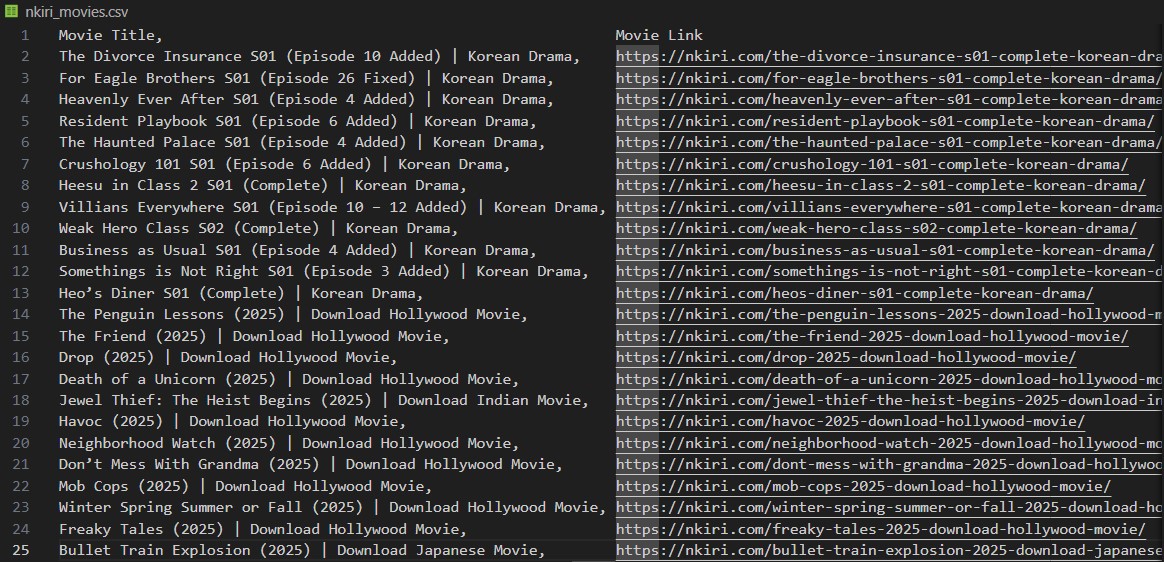 nkiri_movies.csv
1 Movie Title, Movie Link
2 The Divorce Insurance S01 (Episode 10 Added) | Korean Drama, https://nkiri.com/the-divorce-insurance-s01-complete-korean-dra
3 For Eagle Brothers S01 (Episode 26 Fixed) | Korean Drama, https://nkiri.com/for-eagle-brothers-s01-complete-korean-drama/
4 Heavenly Ever After S01 (Episode 4 Added) | Korean Drama, https://nkiri.com/heavenly-ever-after-s01-complete-korean-drama
5 Resident Playbook S01 (Episode 6 Added) | Korean Drama, https://nkiri.com/resident-playbook-s01-complete-korean-drama/
6 The Haunted Palace S01 (Episode 4 Added) | Korean Drama, https://nkiri.com/the-haunted-palace-s01-complete-korean-drama/
7 Crushology 101 S01 (Episode 6 Added) | Korean Drama, https://nkiri.com/crushology-101-s01-complete-korean-drama/
8 Heesu in Class 2 S01 (Complete) | Korean Drama, https://nkiri.com/heesu-in-class-2-s01-complete-korean-drama/
9 Villians Everywhere S01 (Episode 10 – 12 Added) | Korean Drama, https://nkiri.com/villians-everywhere-s01-complete-korean-drama
10 Weak Hero Class S02 (Complete) | Korean Drama, https://nkiri.com/weak-hero-class-s02-complete-korean-drama/
11 Business as Usual S01 (Episode 4 Added) | Korean Drama, https://nkiri.com/business-as-usual-s01-complete-korean-drama/
12 Somethings is Not Right S01 (Episode 3 Added) | Korean Drama, https://nkiri.com/somethings-is-not-right-s01-complete-korean-d
13 Heo’s Diner S01 (Complete) | Korean Drama, https://nkiri.com/heos-diner-s01-complete-korean-drama/
14 The Penguin Lessons (2025) | Download Hollywood Movie, https://nkiri.com/the-penguin-lessons-2025-download-hollywood-m
15 The Friend (2025) | Download Hollywood Movie, https://nkiri.com/the-friend-2025-download-hollywood-movie/
16 Drop (2025) | Download Hollywood Movie, https://nkiri.com/drop-2025-download-hollywood-movie/
17 Death of a Unicorn (2025) | Download Hollywood Movie, https://nkiri.com/death-of-a-unicorn-2025-download-hollywood-mo
18 Jewel Thief: The Heist Begins (2025) | Download Indian Movie, https://nkiri.com/jewel-thief-the-heist-begins-2025-download-in
19 Havoc (2025) | Download Hollywood Movie, https://nkiri.com/havoc-2025-download-hollywood-movie/
20 Neighborhood Watch (2025) | Download Hollywood Movie, https://nkiri.com/neighborhood-watch-2025-download-hollywood-mo
21 Don’t Mess With Grandma (2025) | Download Hollywood Movie, https://nkiri.com/dont-mess-with-grandma-2025-download-hollywoo
22 Mob Cops (2025) | Download Hollywood Movie, https://nkiri.com/mob-cops-2025-download-hollywood-movie/
23 Winter Spring Summer or Fall (2025) | Download Hollywood Movie, https://nkiri.com/winter-spring-summer-or-fall-2025-download-ho
24 Freaky Tales (2025) | Download Hollywood Movie, https://nkiri.com/freaky-tales-2025-download-hollywood-movie/
25 Bullet Train Explosion (2025) | Download Japanese Movie, https://nkiri.com/bullet-train-explosion-2025-download-japanese